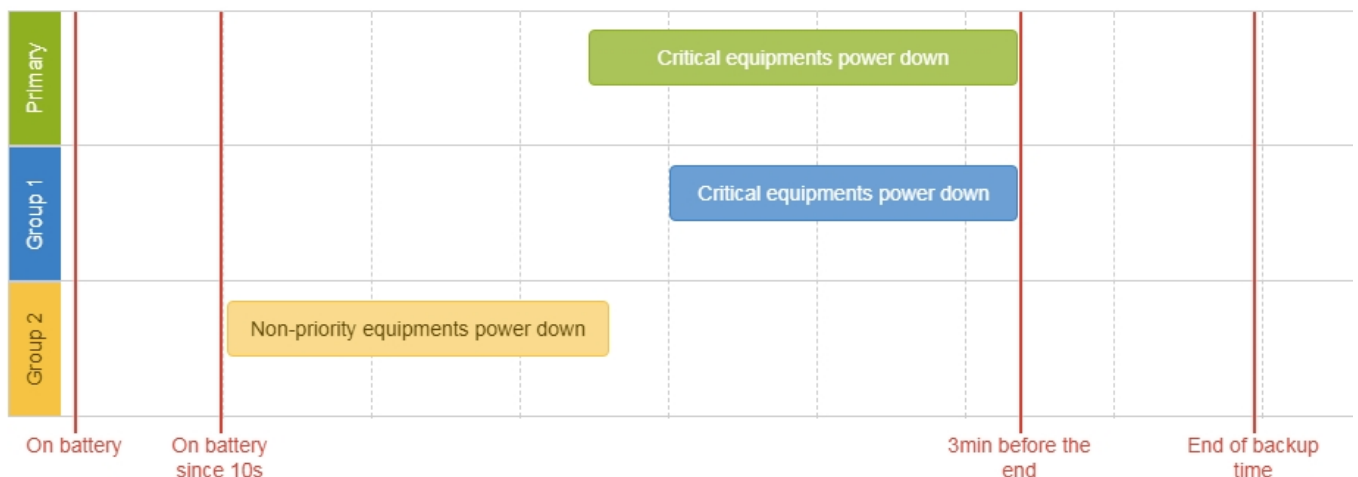 Primary
Critical equipments power down
Group 1
Critical equipments power down
Group 2
Non-priority equipments power down
On battery
On battery
since 10s
3min before the
end
End of backup
time